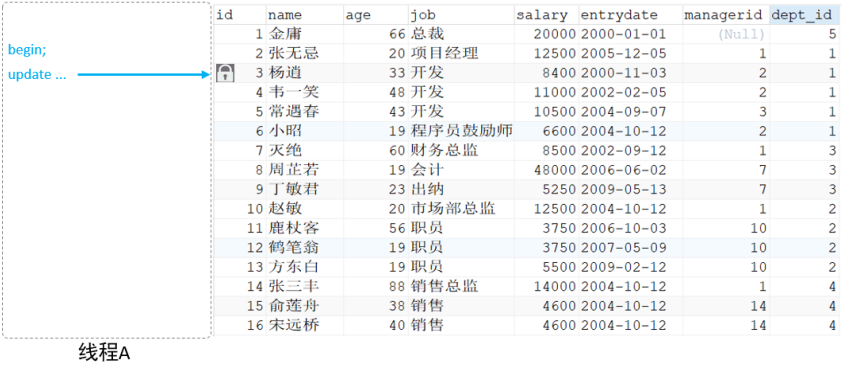 id name age job salary entrydate managerid dept_id
1 金庸 66 总裁 20000 2000-01-01 (Null) 5
begin;
2 张无忌 20 项目经理 12500 2005-12-05 1 1
update ...
3 杨逍 33 开发 8400 2000-11-03 2 1
4 韦一笑 48 开发 11000 2002-02-05 2 1
5 常遇春 43 开发 10500 2004-09-07 3 1
6 小昭 19 程序员鼓励师 6600 2004-10-12 2 1
7 灭绝 60 财务总监 8500 2002-09-12 1 3
8 周芷若 19 会计 48000 2006-06-02 7 3
9 丁敏君 23 出纳 5250 2009-05-13 7 3
10 赵敏 20 市场部总监 12500 2004-10-12 1 2
11 鹿杖客 56 职员 3750 2006-10-03 10 2
12 鹤笔翁 19 职员 3750 2007-05-09 10 2
13 方东白 19 职员 5500 2009-02-12 10 2
14 张三丰 88 销售总监 14000 2004-10-12 1 4
15 俞莲舟 38 销售 4600 2004-10-12 14 4
16 宋远桥 40 销售 4600 2004-10-12 14 4
线程A